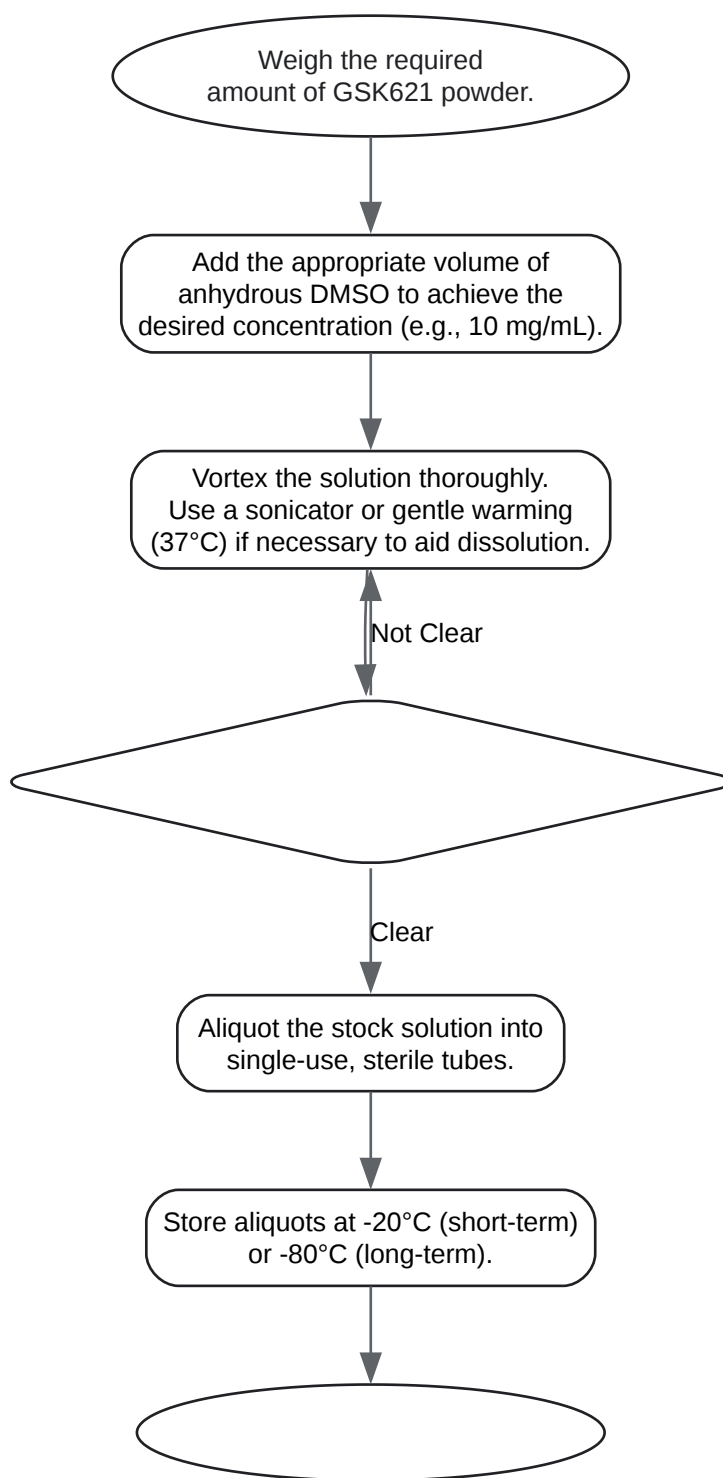 Weigh the required
amount of GSK621 powder.
Add the appropriate volume of
anhydrous DMSO to achieve the
desired concentration (e.g., 10 mg/mL).
Vortex the solution thoroughly.
Use a sonicator or gentle warming
(37°C) if necessary to aid dissolution.
Not Clear
Clear
Aliquot the stock solution into
single-use, sterile tubes.
Store aliquots at -20°C (short-term)
or -80°C (long-term).